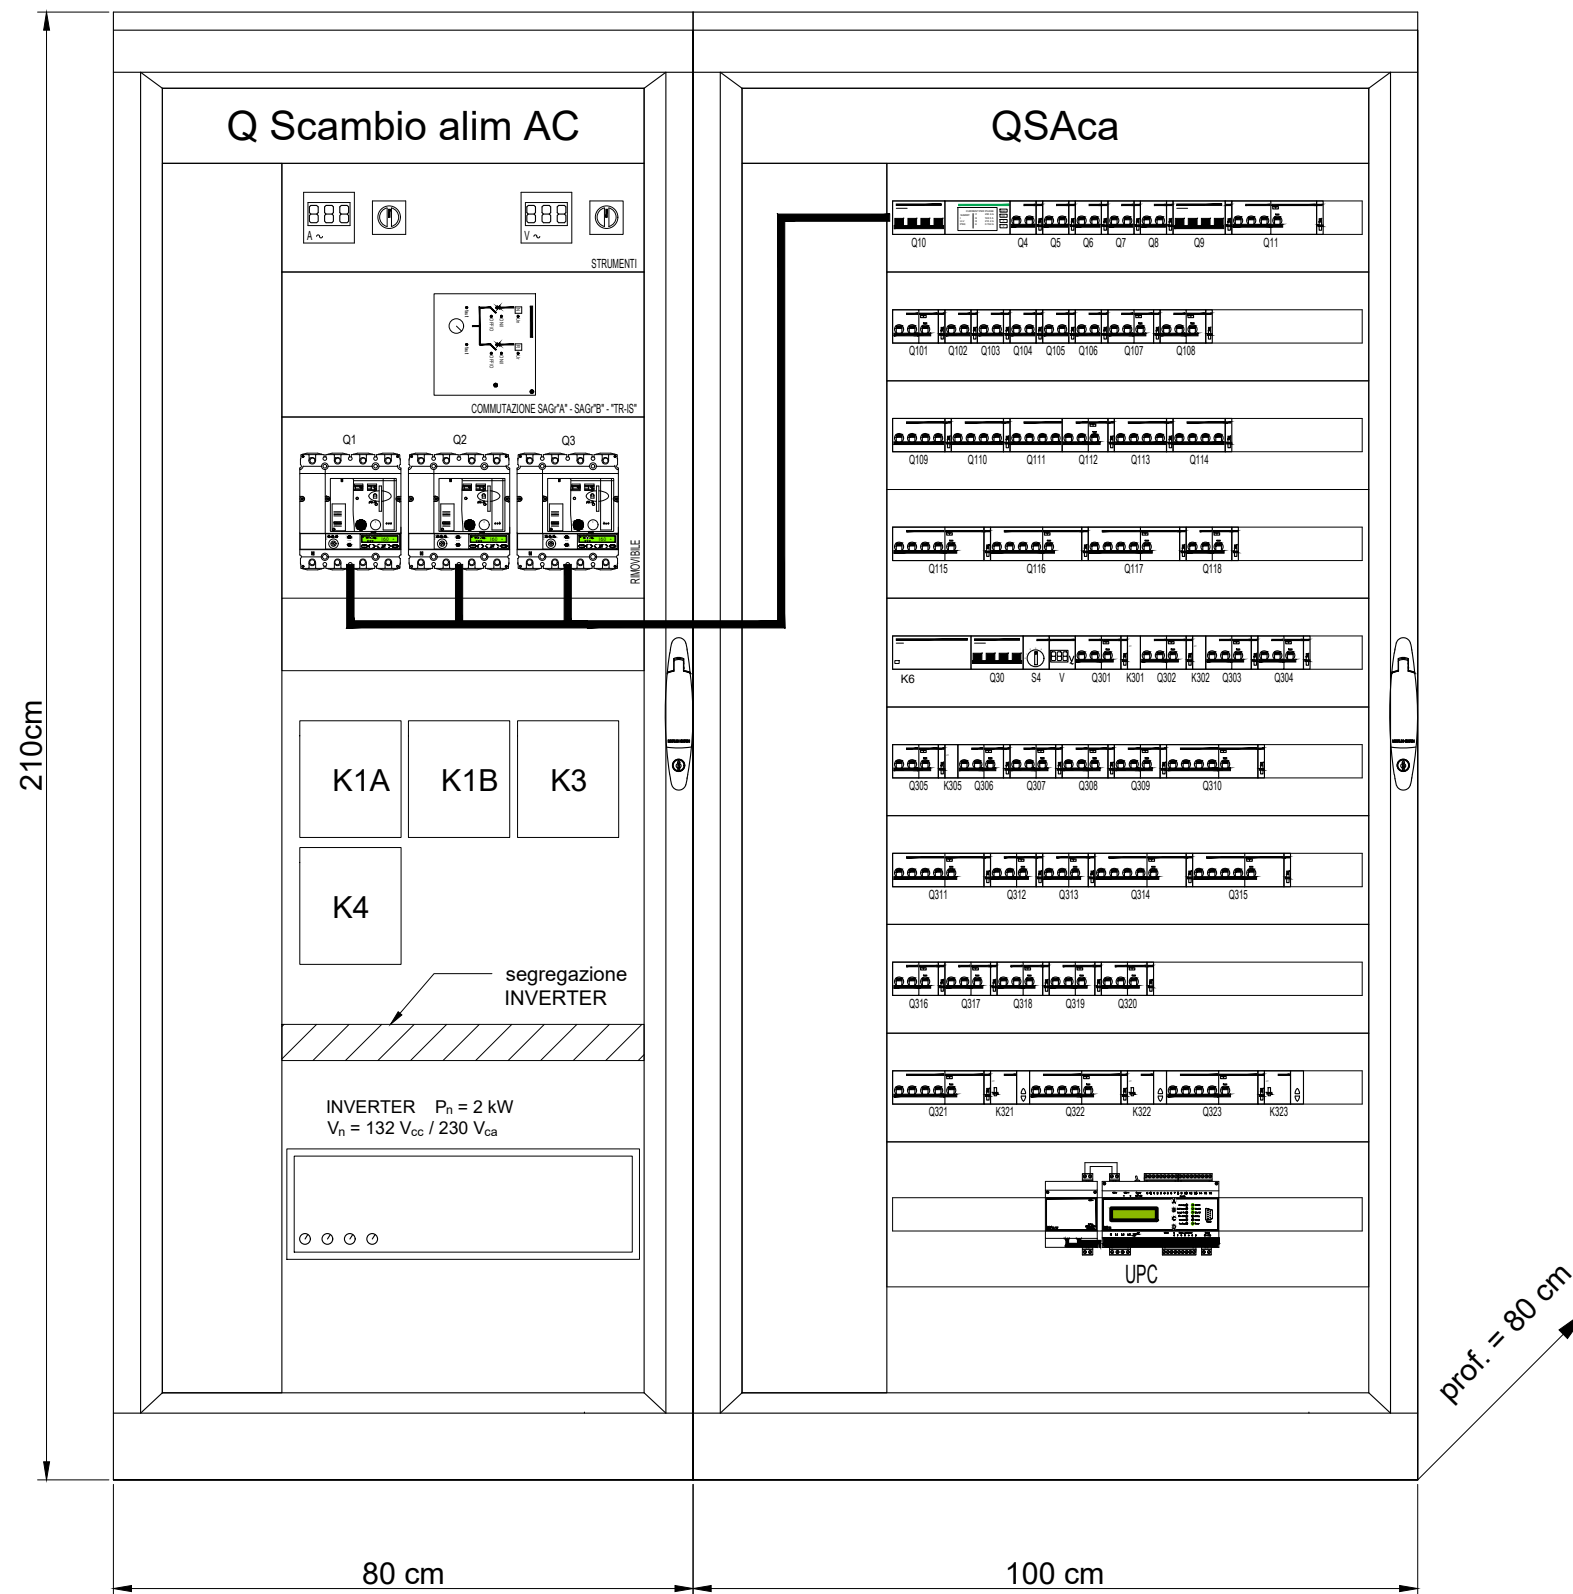 Q Scambio alim AC
QSAca
A ~
V ~
STRUMENTI
COMMUTAZIONE SAGr"A" - SAGr"B" - "TR-IS"
Q1 Q2 Q3
RIMOVIBILE
K1A K1B K3
K4
segregazione
INVERTER
INVERTER Pn = 2 kW
Vn = 132 Vcc / 230 Vca
Q10 Q4 Q5 Q6 Q7 Q8 Q9 Q11
Q101 Q102 Q103 Q104 Q105 Q106 Q107 Q108
Q109 Q110 Q111 Q112 Q113 Q114
Q115 Q116 Q117 Q118
K6 Q30 S4 V Q301 K301 Q302 K302 Q303 Q304
Q305 K305 Q306 Q307 Q308 Q309 Q310
Q311 Q312 Q313 Q314 Q315
Q316 Q317 Q318 Q319 Q320
Q321 K321 Q322 K322 Q323 K323
UPC
210cm
80 cm
100 cm
prof. = 80 cm